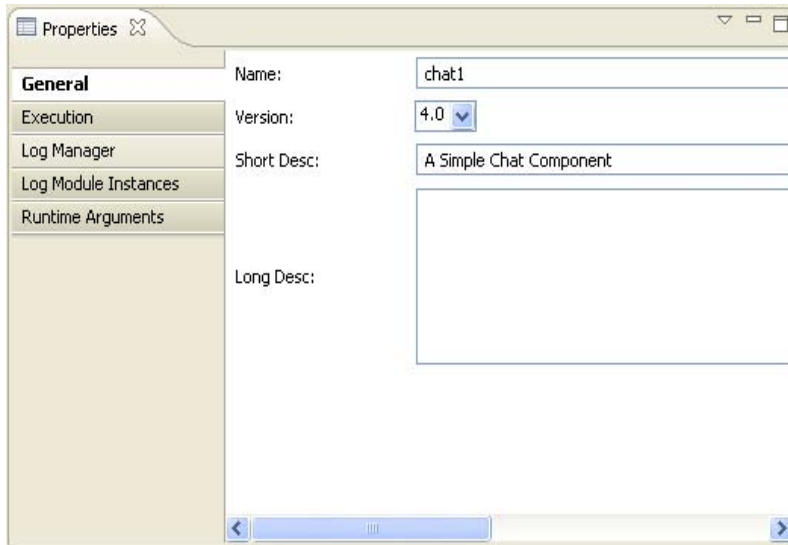 Properties
General
Execution
Log Manager
Log Module Instances
Runtime Arguments
Name: chat1
Version: 4.0
Short Desc: A Simple Chat Component
Long Desc: